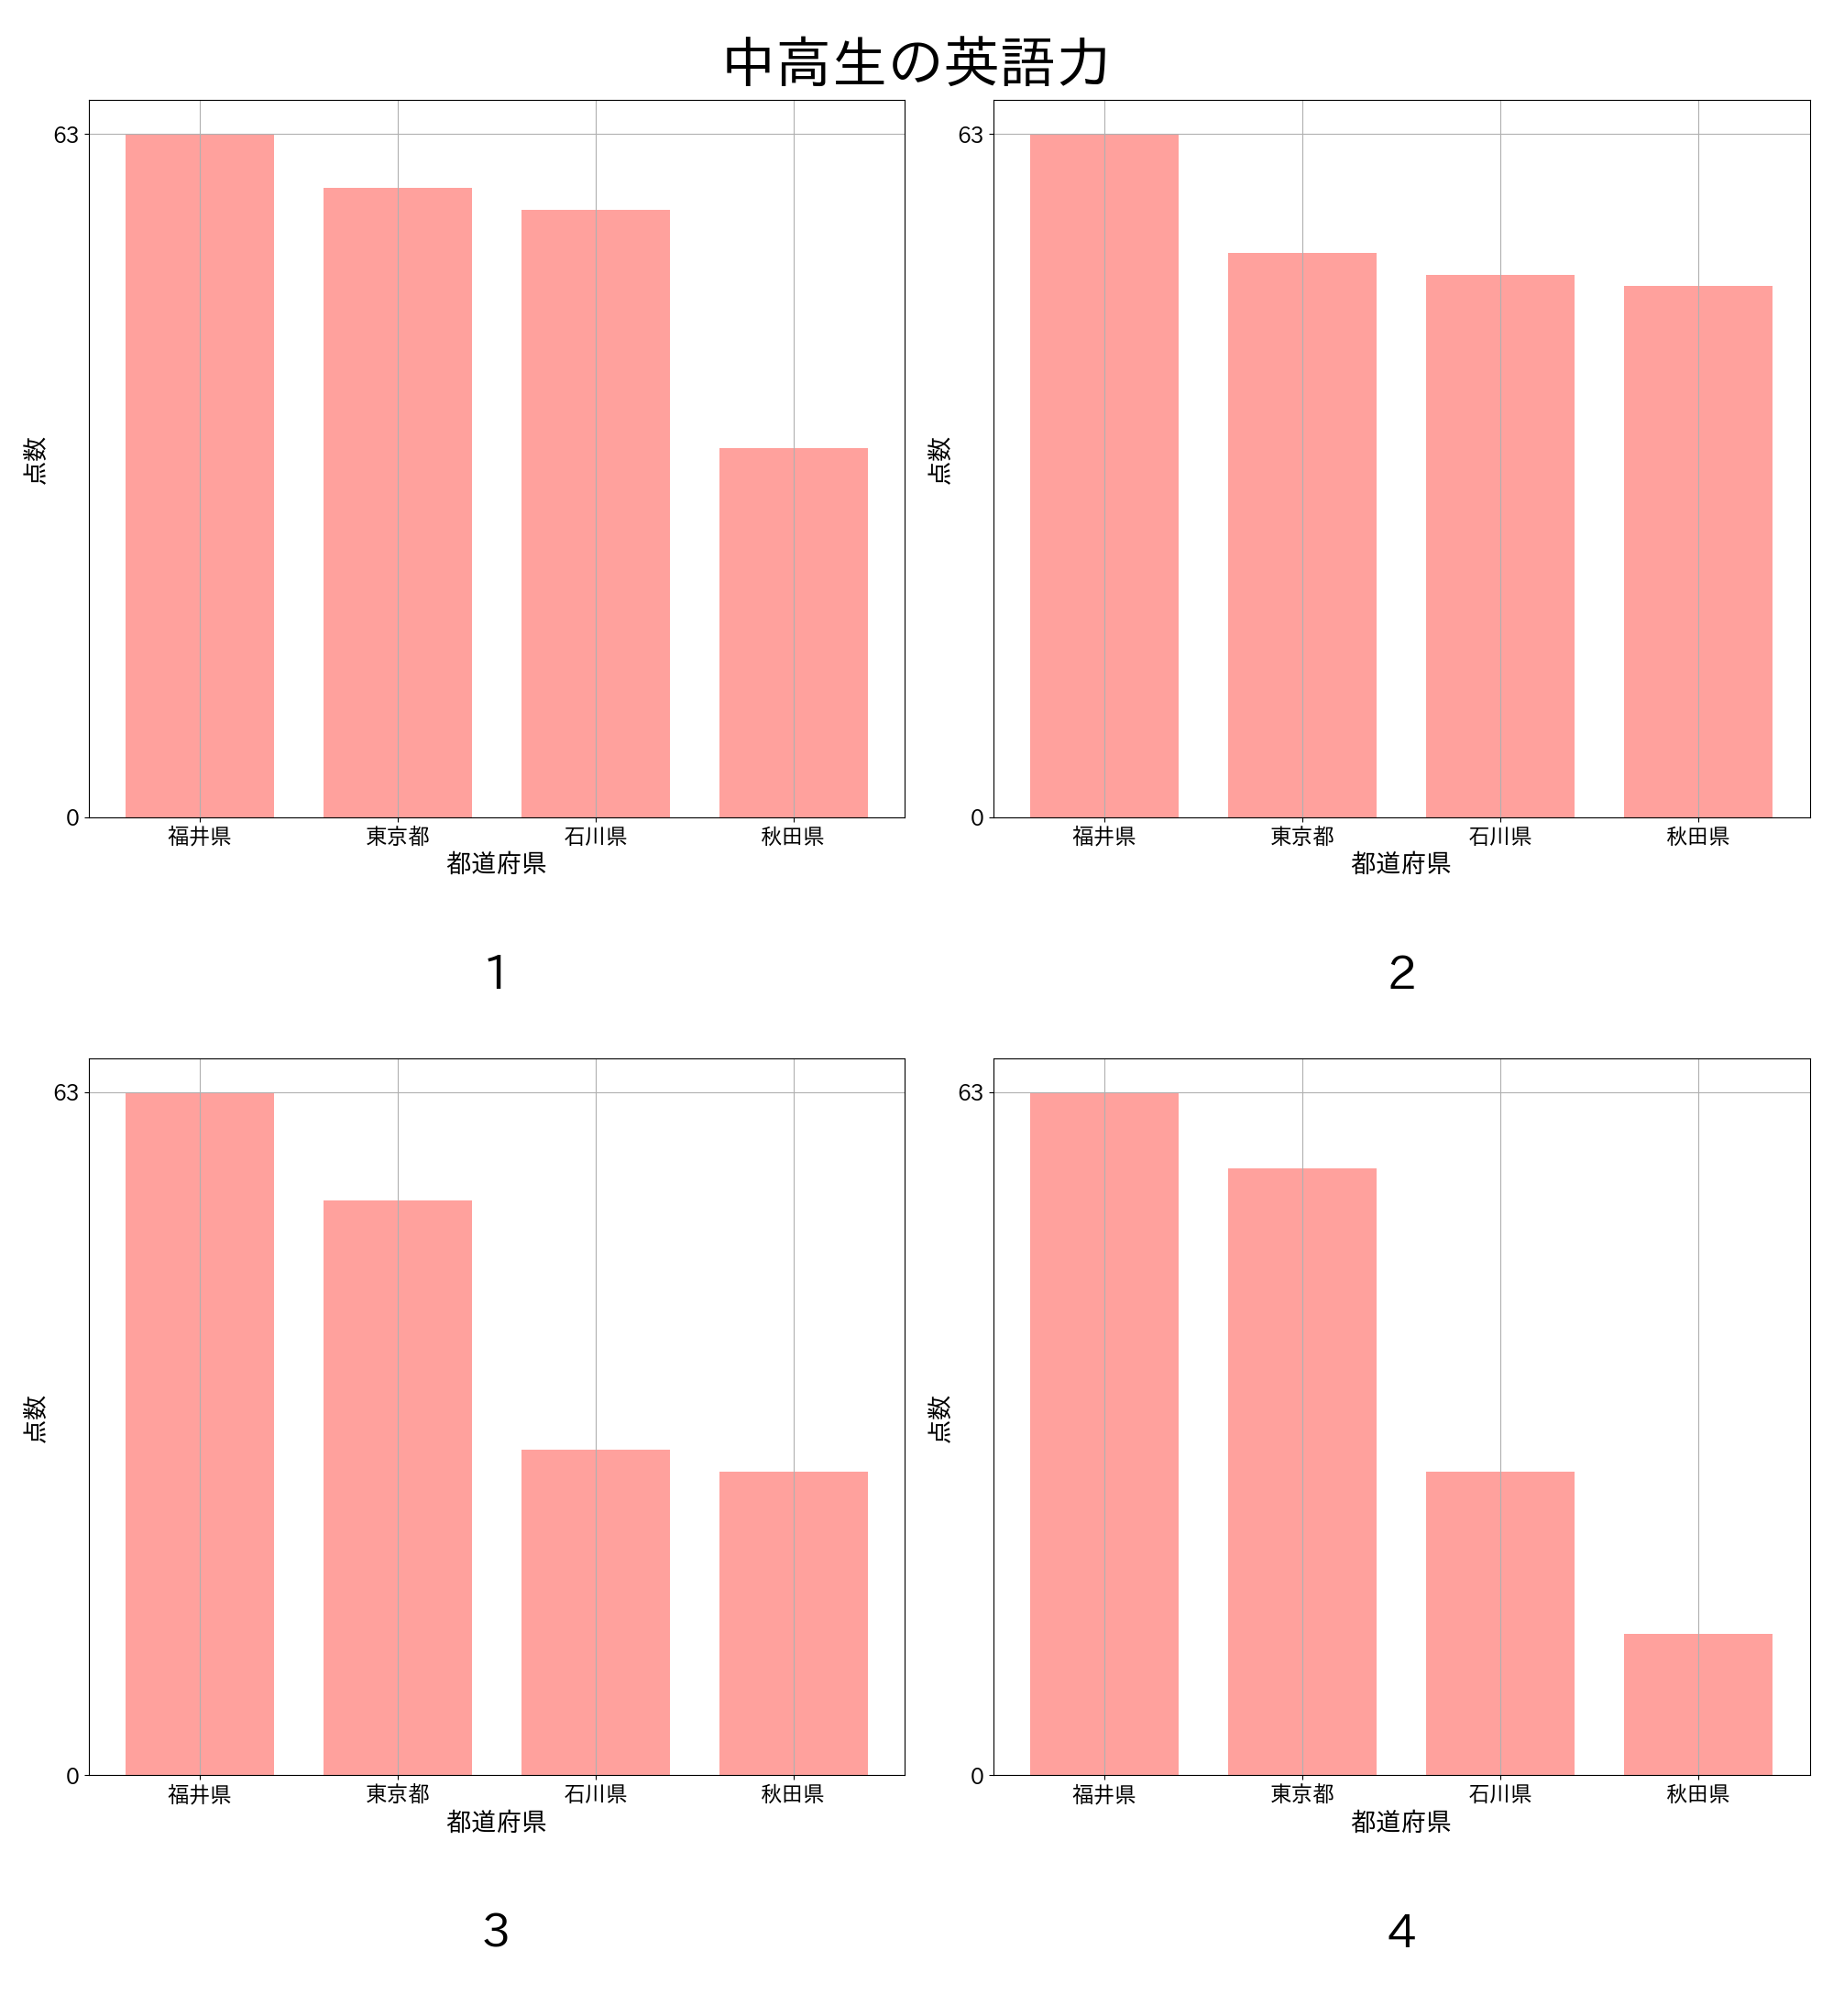 中高生の英語力
63
0
点数
福井県 東京都 石川県 秋田県
都道府県
1
63
0
点数
福井県 東京都 石川県 秋田県
都道府県
2
63
0
点数
福井県 東京都 石川県 秋田県
都道府県
3
63
0
点数
福井県 東京都 石川県 秋田県
都道府県
4